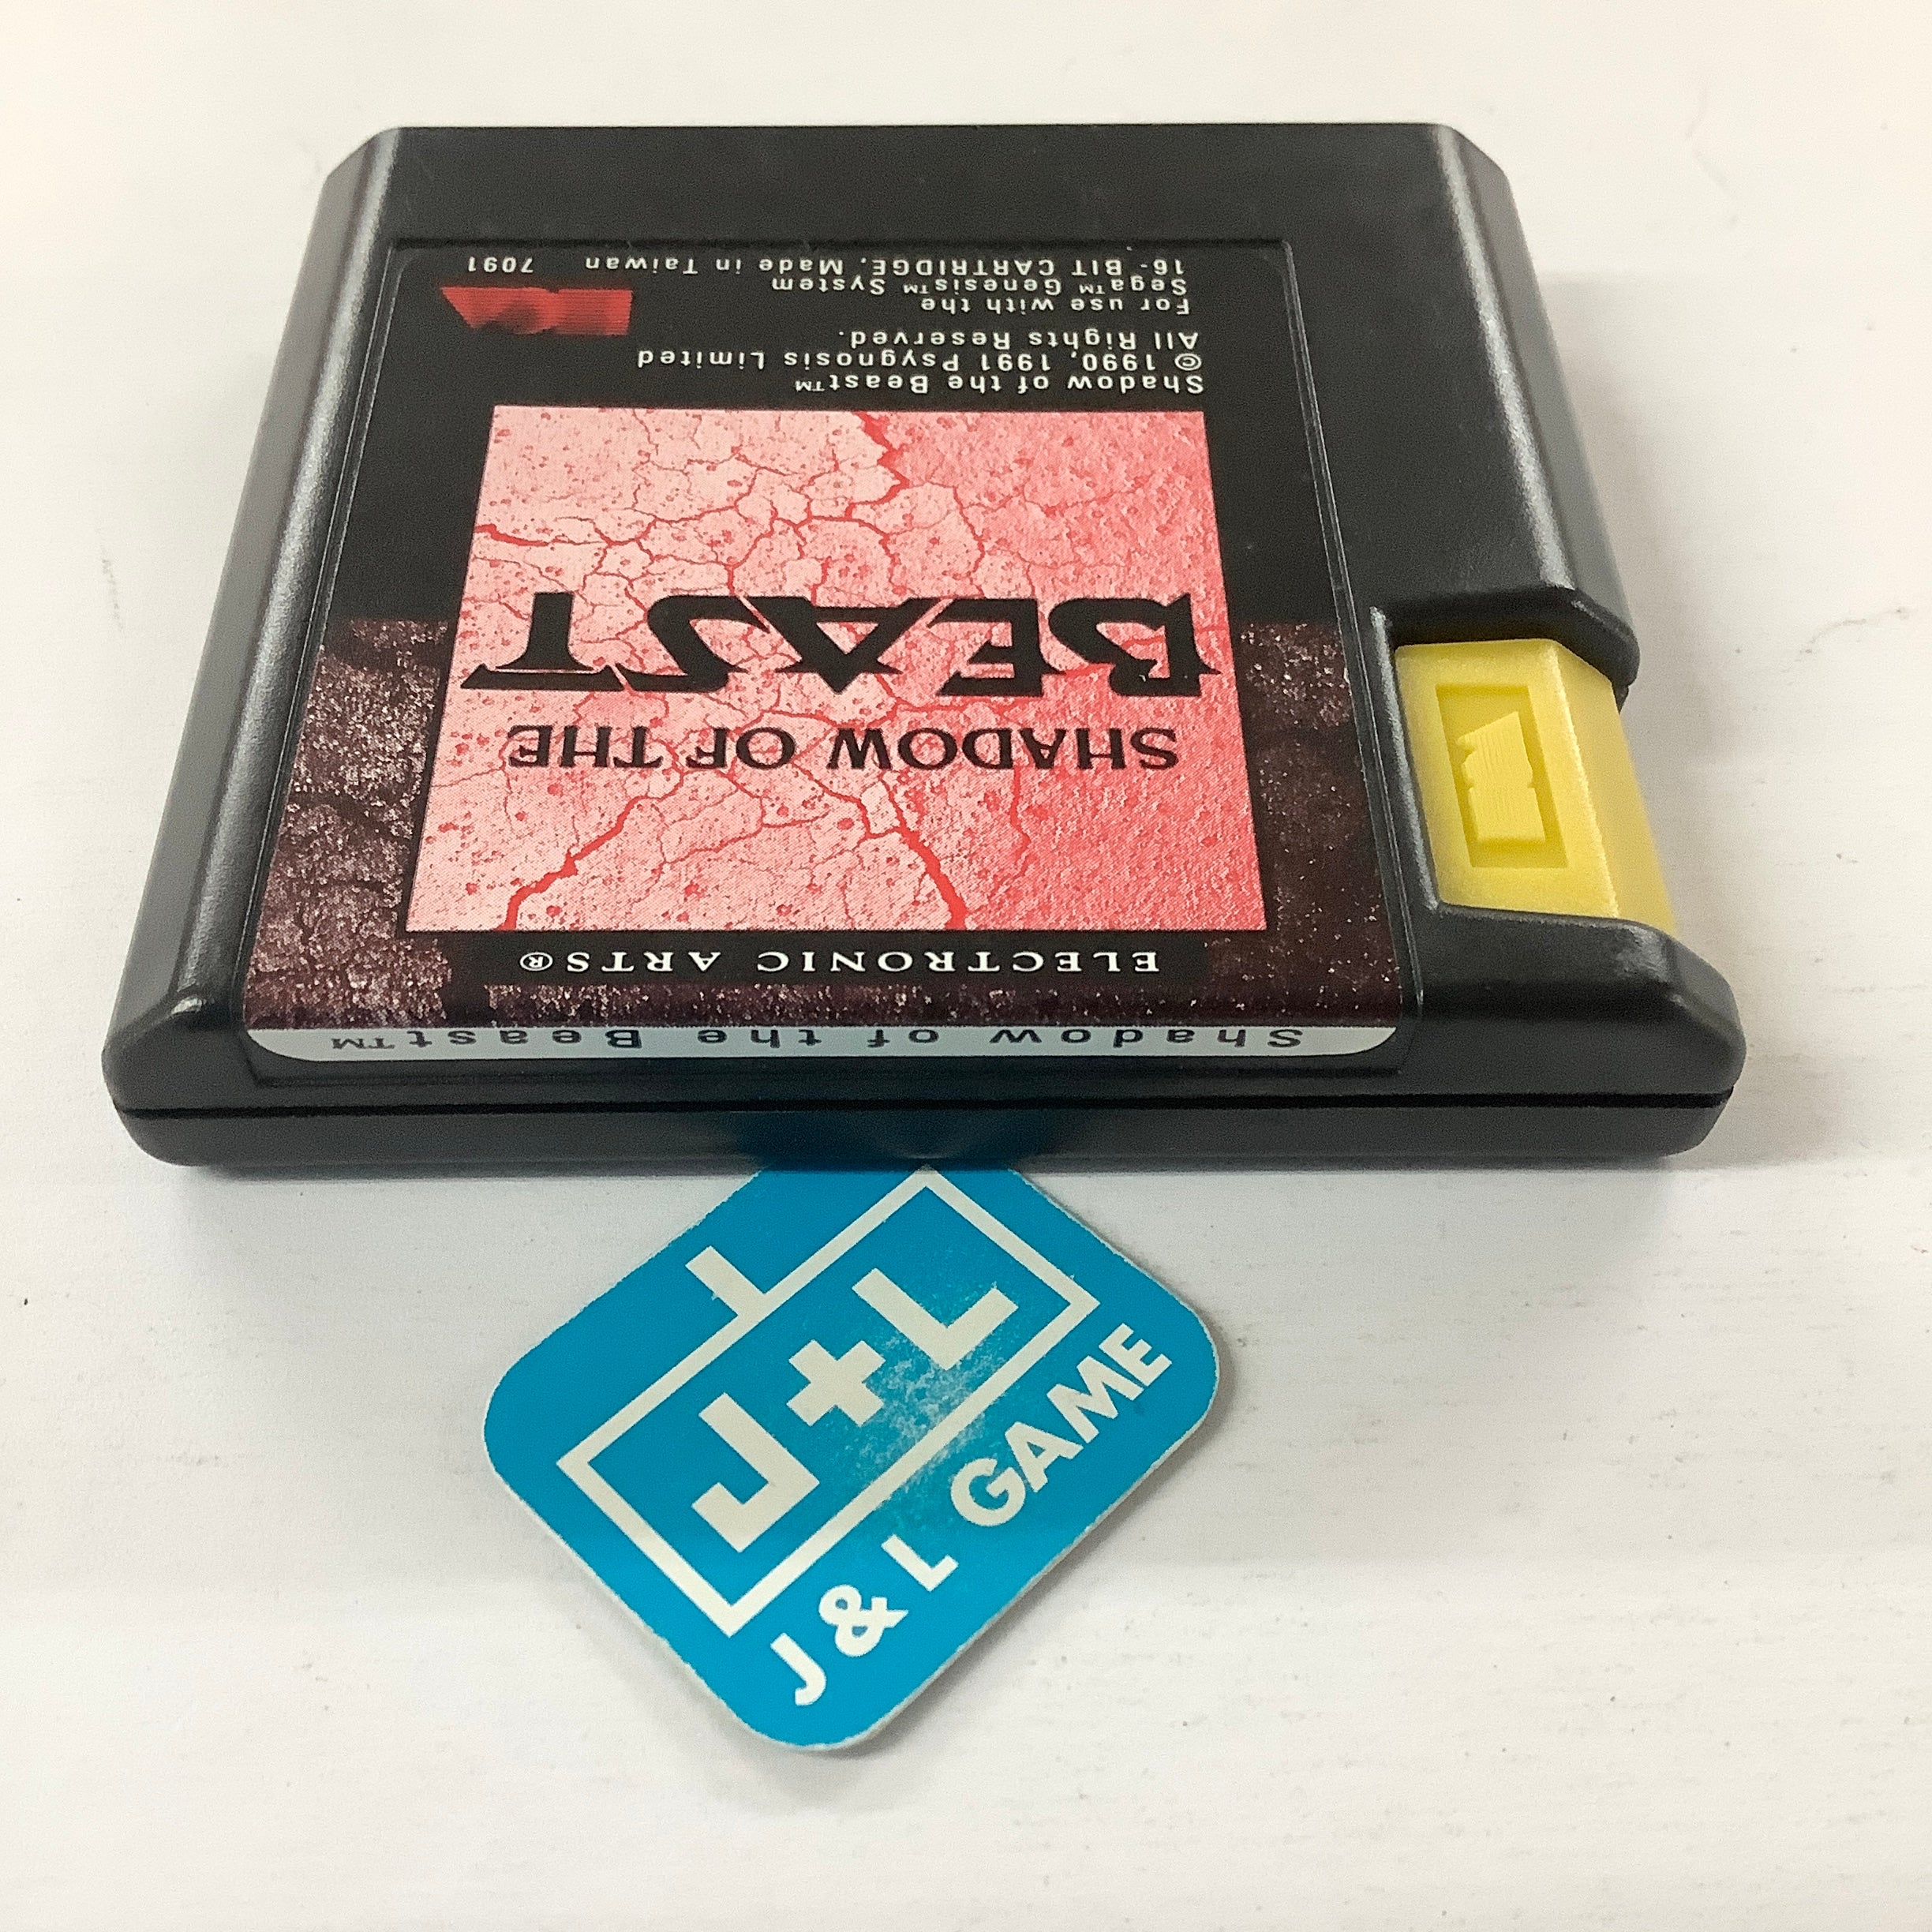 Shadow of the Beast™
ELECTRONIC ARTS®
SHADOW OF THE
BEAST
Shadow of the Beast™
© 1990, 1991 Psygnosis Limited
All Rights Reserved.
For use with the
Sega™ Genesis™ System
16- BIT CARTRIDGE, Made in Taiwan 7091
J+L
J & L GAME